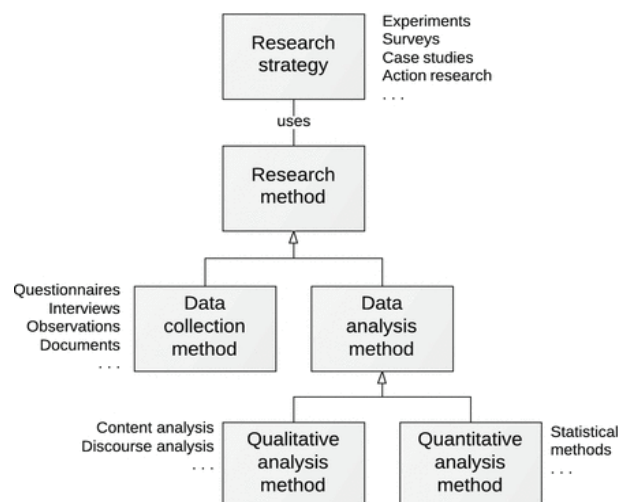 Research
strategy
Experiments
Surveys
Case studies
Action research
. . .
uses
Research
method
Questionnaires
Interviews
Observations
Documents
. . .
Data
collection
method
Data
analysis
method
Content analysis
Discourse analysis
. . .
Qualitative
analysis
method
Quantitative
analysis
method
Statistical
methods
. . .